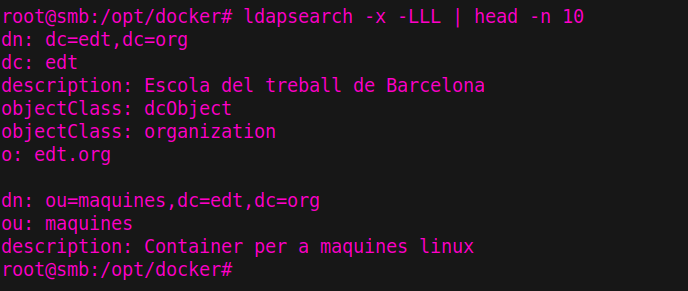 root@smb:/opt/docker# ldapsearch -x -LLL | head -n 10
dn: dc=edt,dc=org
dc: edt
description: Escola del treball de Barcelona
objectClass: dcObject
objectClass: organization
o: edt.org

dn: ou=maquines,dc=edt,dc=org
ou: maquines
description: Container per a maquines linux
root@smb:/opt/docker#